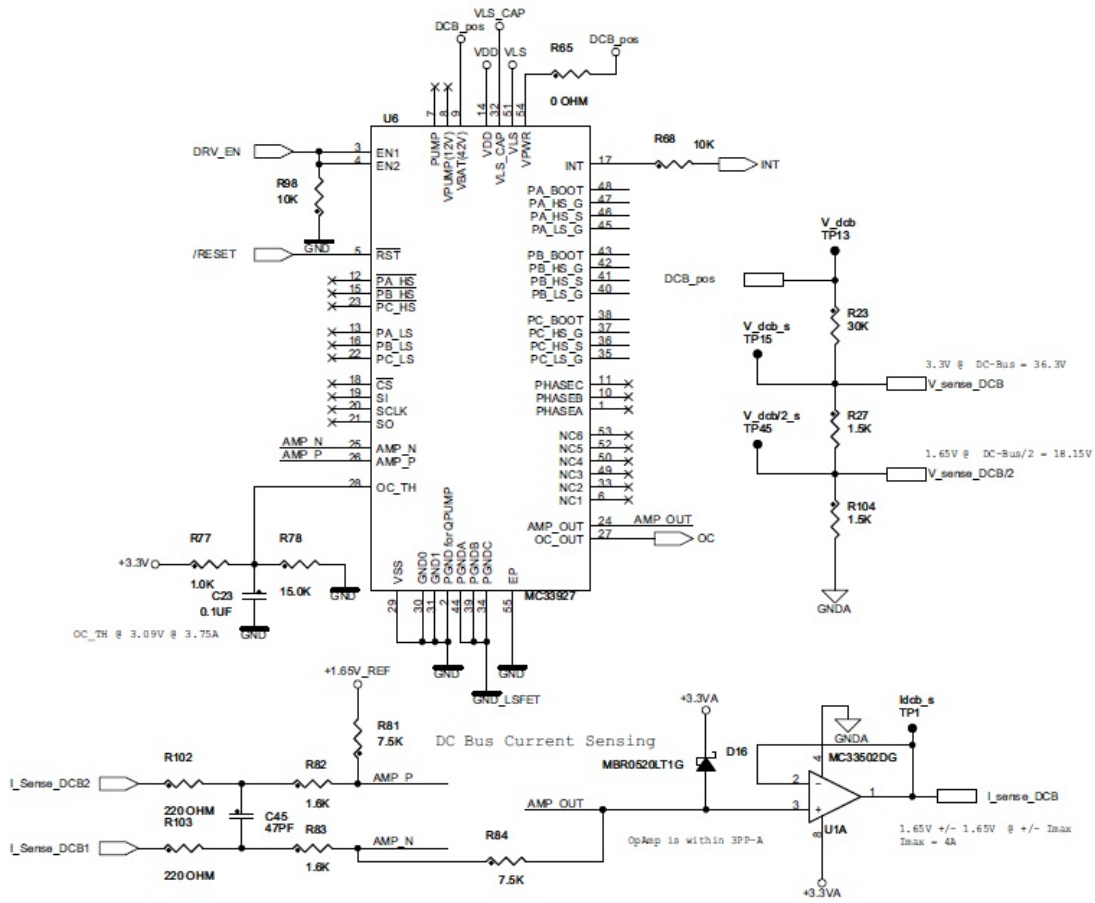 VLS_CAP
DCB_pos
VDD
VLS
R65
DCB_pos
0 OHM
U6
7
8
9
14
32
51
54
PUMP
VPUMP(12V)
VBAT(42V)
VDD
VLS_CAP
VLS
VPWR
DRV_EN
3
EN1
4
EN2
R98
10K
GND
/RESET
5
RST
12
PA_HS
15
PB_HS
23
PC_HS
13
PA_LS
16
PB_LS
22
PC_LS
18
CS
19
SI
20
SCLK
21
SO
AMP_N
25
AMP_N
AMP_P
26
AMP_P
28
OC_TH
INT
17
R68
10K
INT
PA_BOOT
48
PA_HS_G
47
PA_HS_S
46
PA_LS_G
45
PB_BOOT
43
PB_HS_G
42
PB_HS_S
41
PB_LS_G
40
PC_BOOT
38
PC_HS_G
37
PC_HS_S
36
PC_LS_G
35
PHASEC
11
PHASEB
10
PHASEA
1
NC6
53
NC5
52
NC4
50
NC3
49
NC2
33
NC1
6
AMP_OUT
24
AMP_OUT
OC_OUT
27
OC
MC33927
VSS
GND0
GND1
PGND for QPUMP
PGNDA
PGNDB
PGNDC
EP
29
30
31
2
44
39
34
55
GND
GND_LSFET
GND
R77
R78
+3.3V
1.0K
15.0K
C23
0.1UF
GND
GND
OC_TH @ 3.09V @ 3.75A
V_dcb
TP13
DCB_pos
R23
30K
V_dcb_s
TP15
3.3V @ DC-Bus = 36.3V
V_sense_DCB
V_dcb/2_s
TP45
R27
1.5K
1.65V @ DC-Bus/2 = 18.15V
V_sense_DCB/2
R104
1.5K
GNDA
+1.65V_REF
R81
7.5K
DC Bus Current Sensing
R102
R82
AMP_P
I_Sense_DCB2
220 OHM
1.6K
R103
C45
47PF
R83
AMP_N
I_Sense_DCB1
220 OHM
1.6K
R84
7.5K
AMP_OUT
+3.3VA
D16
MBR0520LT1G
OpAmp is within 3PP-A
Idcb_s
TP1
4
GNDA
MC33502DG
2
-
1
3
+
U1A
8
+3.3VA
I_sense_DCB
1.65V +/- 1.65V @ +/- Imax
Imax = 4A